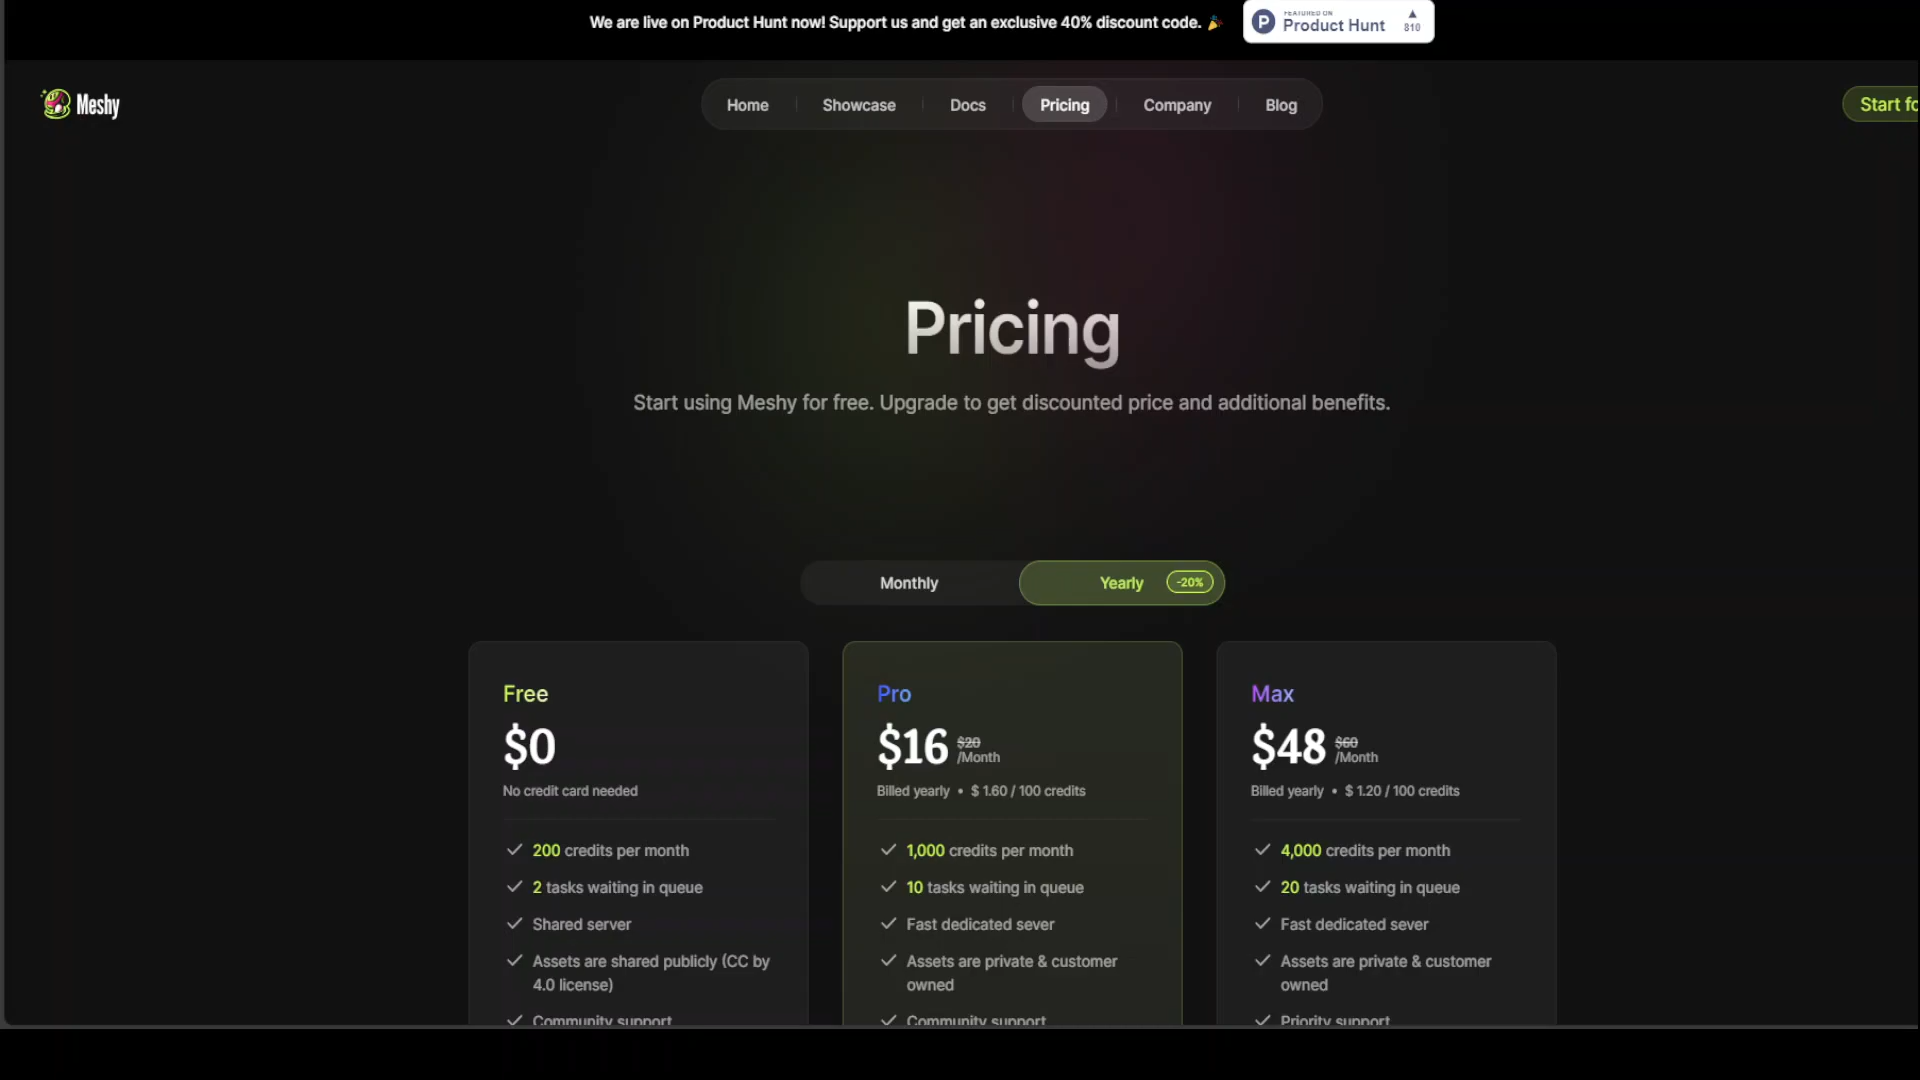 We are live on Product Hunt now! Support us and get an exclusive 40% discount code. 🎉
FEATURED ON
Product Hunt
▲
810
Meshy
Home
Showcase
Docs
Pricing
Company
Blog
Start fo
Pricing
Start using Meshy for free. Upgrade to get discounted price and additional benefits.
Monthly
Yearly
-20%
Free
$0
No credit card needed
✓ 200 credits per month
✓ 2 tasks waiting in queue
✓ Shared server
✓ Assets are shared publicly (CC by
4.0 license)
✓ Community support
Pro
$16 $20
/Month
Billed yearly • $ 1.60 / 100 credits
✓ 1,000 credits per month
✓ 10 tasks waiting in queue
✓ Fast dedicated sever
✓ Assets are private & customer
owned
✓ Community support
Max
$48 $60
/Month
Billed yearly • $ 1.20 / 100 credits
✓ 4,000 credits per month
✓ 20 tasks waiting in queue
✓ Fast dedicated sever
✓ Assets are private & customer
owned
✓ Priority support